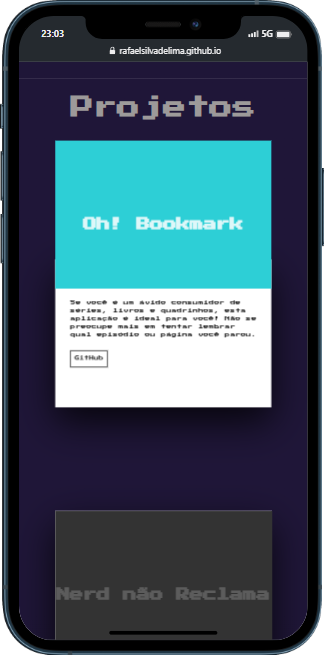 23:03
5G
rafaelsilvadelima.github.io
Projetos
Oh! Bookmark
Se você é um ávido consumidor de
séries, livros e quadrinhos, esta
aplicação é ideal para você! Não se
preocupe mais em tentar lembrar
qual episódio ou página você parou.
GitHub
Nerd não Reclama